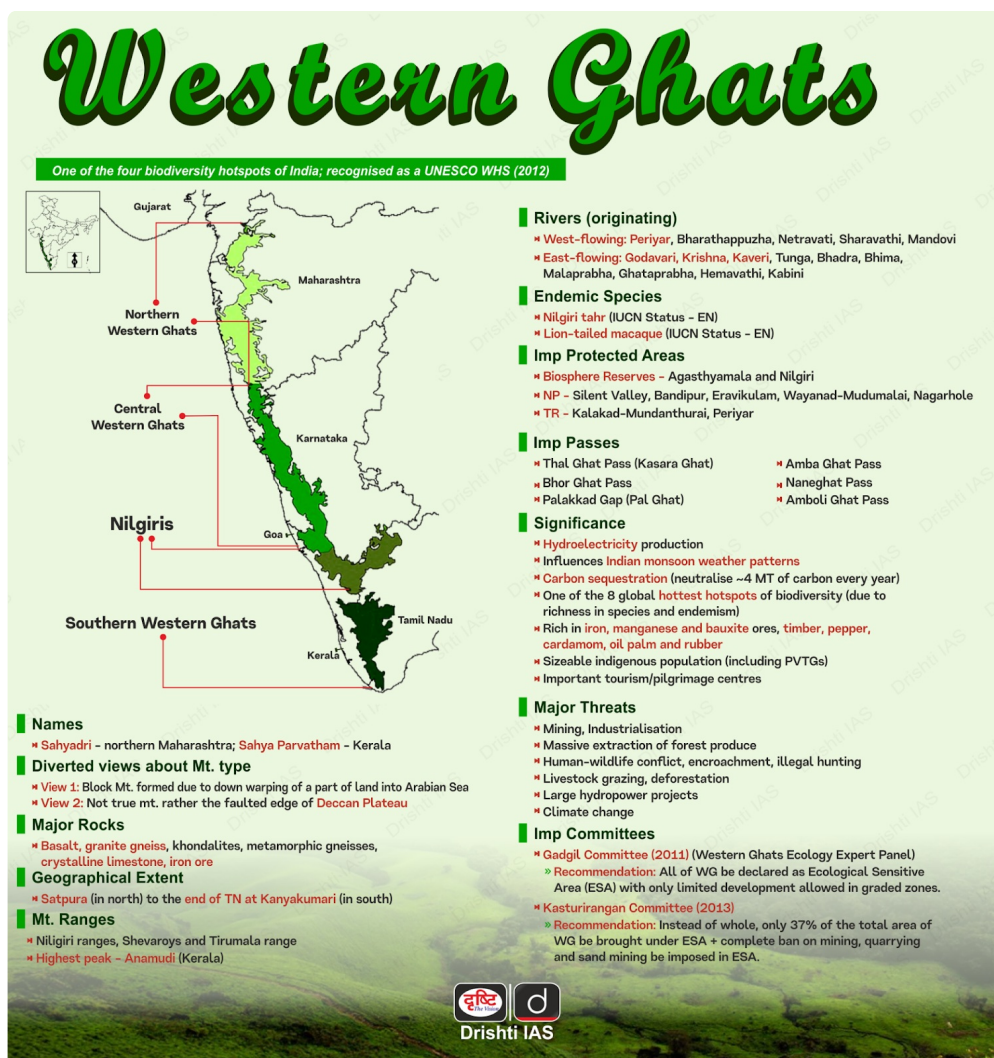 Western Ghats
One of the four biodiversity hotspots of India; recognised as a UNESCO WHS (2012)
Gujarat
Maharashtra
Northern
Western Ghats
Central
Western Ghats
Karnataka
Nilgiris
Goa
Southern Western Ghats
Tamil Nadu
Kerala
Names
Sahyadri - northern Maharashtra; Sahya Parvatham - Kerala
Diverted views about Mt. type
View 1: Block Mt. formed due to down warping of a part of land into Arabian Sea
View 2: Not true mt. rather the faulted edge of Deccan Plateau
Major Rocks
Basalt, granite gneiss, khondalites, metamorphic gneisses,
crystalline limestone, iron ore
Geographical Extent
Satpura (in north) to the end of TN at Kanyakumari (in south)
Mt. Ranges
Niligiri ranges, Shevaroys and Tirumala range
Highest peak - Anamudi (Kerala)
Rivers (originating)
West-flowing: Periyar, Bharathappuzha, Netravati, Sharavathi, Mandovi
East-flowing: Godavari, Krishna, Kaveri, Tunga, Bhadra, Bhima,
Malaprabha, Ghataprabha, Hemavathi, Kabini
Endemic Species
Nilgiri tahr (IUCN Status - EN)
Lion-tailed macaque (IUCN Status - EN)
Imp Protected Areas
Biosphere Reserves - Agasthyamala and Nilgiri
NP - Silent Valley, Bandipur, Eravikulam, Wayanad-Mudumalai, Nagarhole
TR - Kalakad-Mundanthurai, Periyar
Imp Passes
Thal Ghat Pass (Kasara Ghat)
Bhor Ghat Pass
Palakkad Gap (Pal Ghat)
Amba Ghat Pass
Naneghat Pass
Amboli Ghat Pass
Significance
Hydroelectricity production
Influences Indian monsoon weather patterns
Carbon sequestration (neutralise ~4 MT of carbon every year)
One of the 8 global hottest hotspots of biodiversity (due to
richness in species and endemism)
Rich in iron, manganese and bauxite ores, timber, pepper,
cardamom, oil palm and rubber
Sizeable indigenous population (including PVTGs)
Important tourism/pilgrimage centres
Major Threats
Mining, Industrialisation
Massive extraction of forest produce
Human-wildlife conflict, encroachment, illegal hunting
Livestock grazing, deforestation
Large hydropower projects
Climate change
Imp Committees
Gadgil Committee (2011) (Western Ghats Ecology Expert Panel)
» Recommendation: All of WG be declared as Ecological Sensitive
Area (ESA) with only limited development allowed in graded zones.
Kasturirangan Committee (2013)
» Recommendation: Instead of whole, only 37% of the total area of
WG be brought under ESA + complete ban on mining, quarrying
and sand mining be imposed in ESA.
दृष्टि
The Vision
d
Drishti IAS